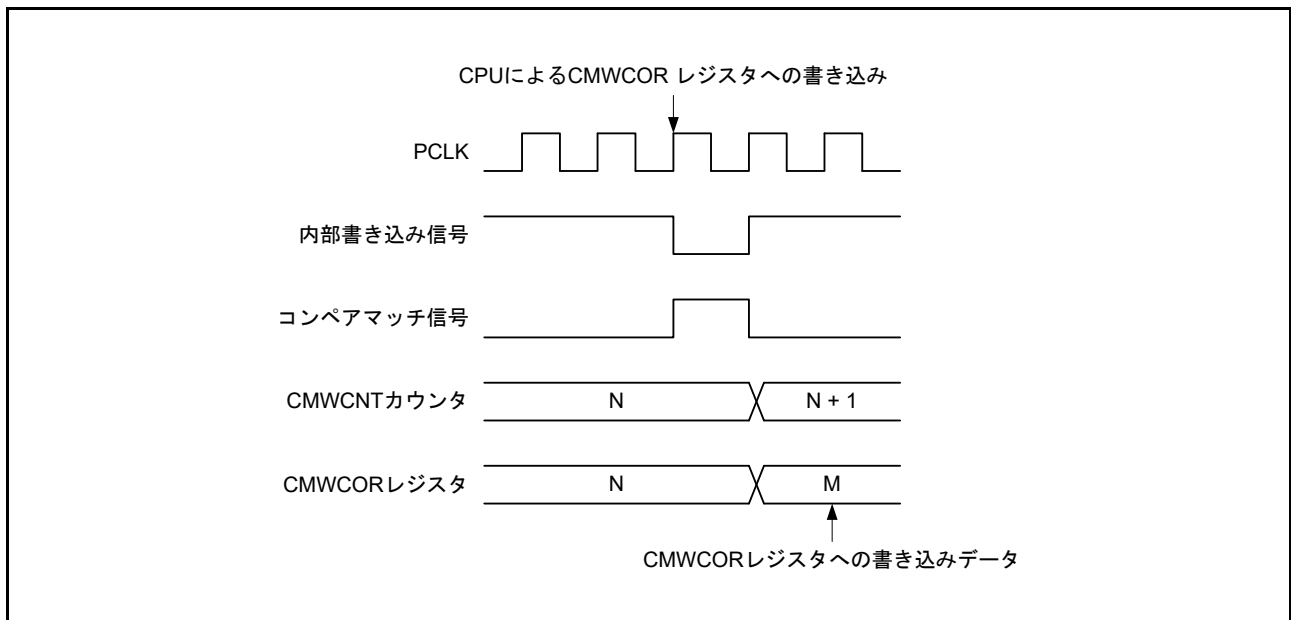 CPUによるCMWCOR レジスタへの書き込み
PCLK
内部書き込み信号
コンペアマッチ信号
CMWCNTカウンタ
N
N + 1
CMWCORレジスタ
N
M
CMWCORレジスタへの書き込みデータ